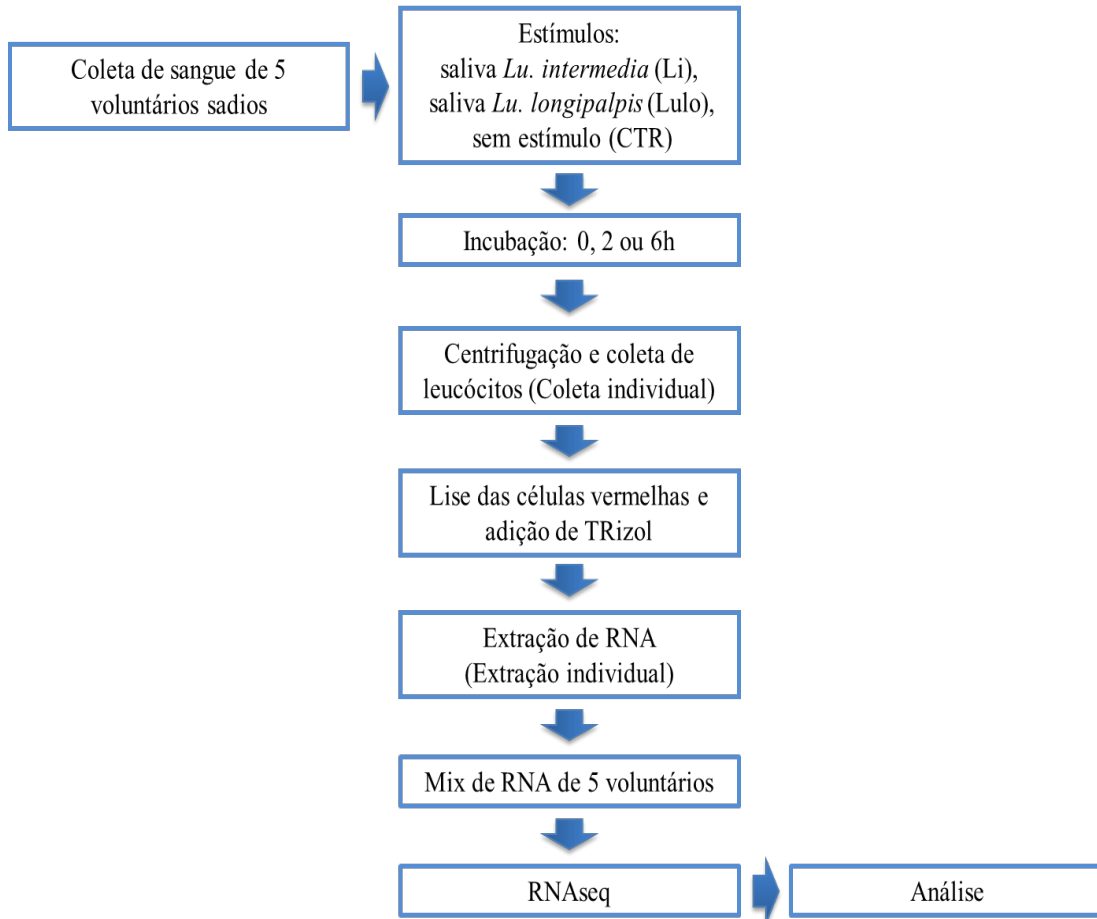 Coleta de sangue de 5
voluntários sadios
Estímulos:
saliva Lu. intermedia (Li),
saliva Lu. longipalpis (Lulo),
sem estímulo (CTR)
Incubação: 0, 2 ou 6h
Centrifugação e coleta de
leucócitos (Coleta individual)
Lise das células vermelhas e
adição de TRizol
Extração de RNA
(Extração individual)
Mix de RNA de 5 voluntários
RNAseq
Análise